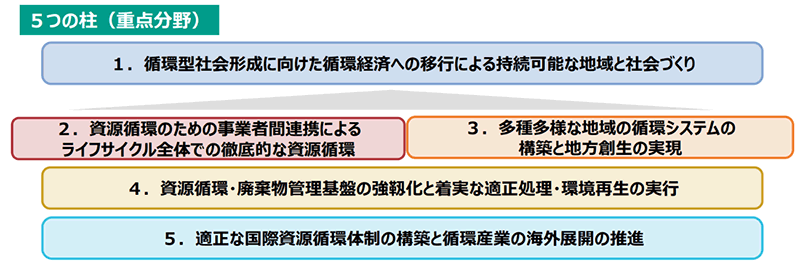 ５つの柱（重点分野）
１．循環型社会形成に向けた循環経済への移行による持続可能な地域と社会づくり
２．資源循環のための事業者間連携による
ライフサイクル全体での徹底的な資源循環
３．多種多様な地域の循環システムの
構築と地方創生の実現
４．資源循環・廃棄物管理基盤の強靱化と着実な適正処理・環境再生の実行
５．適正な国際資源循環体制の構築と循環産業の海外展開の推進